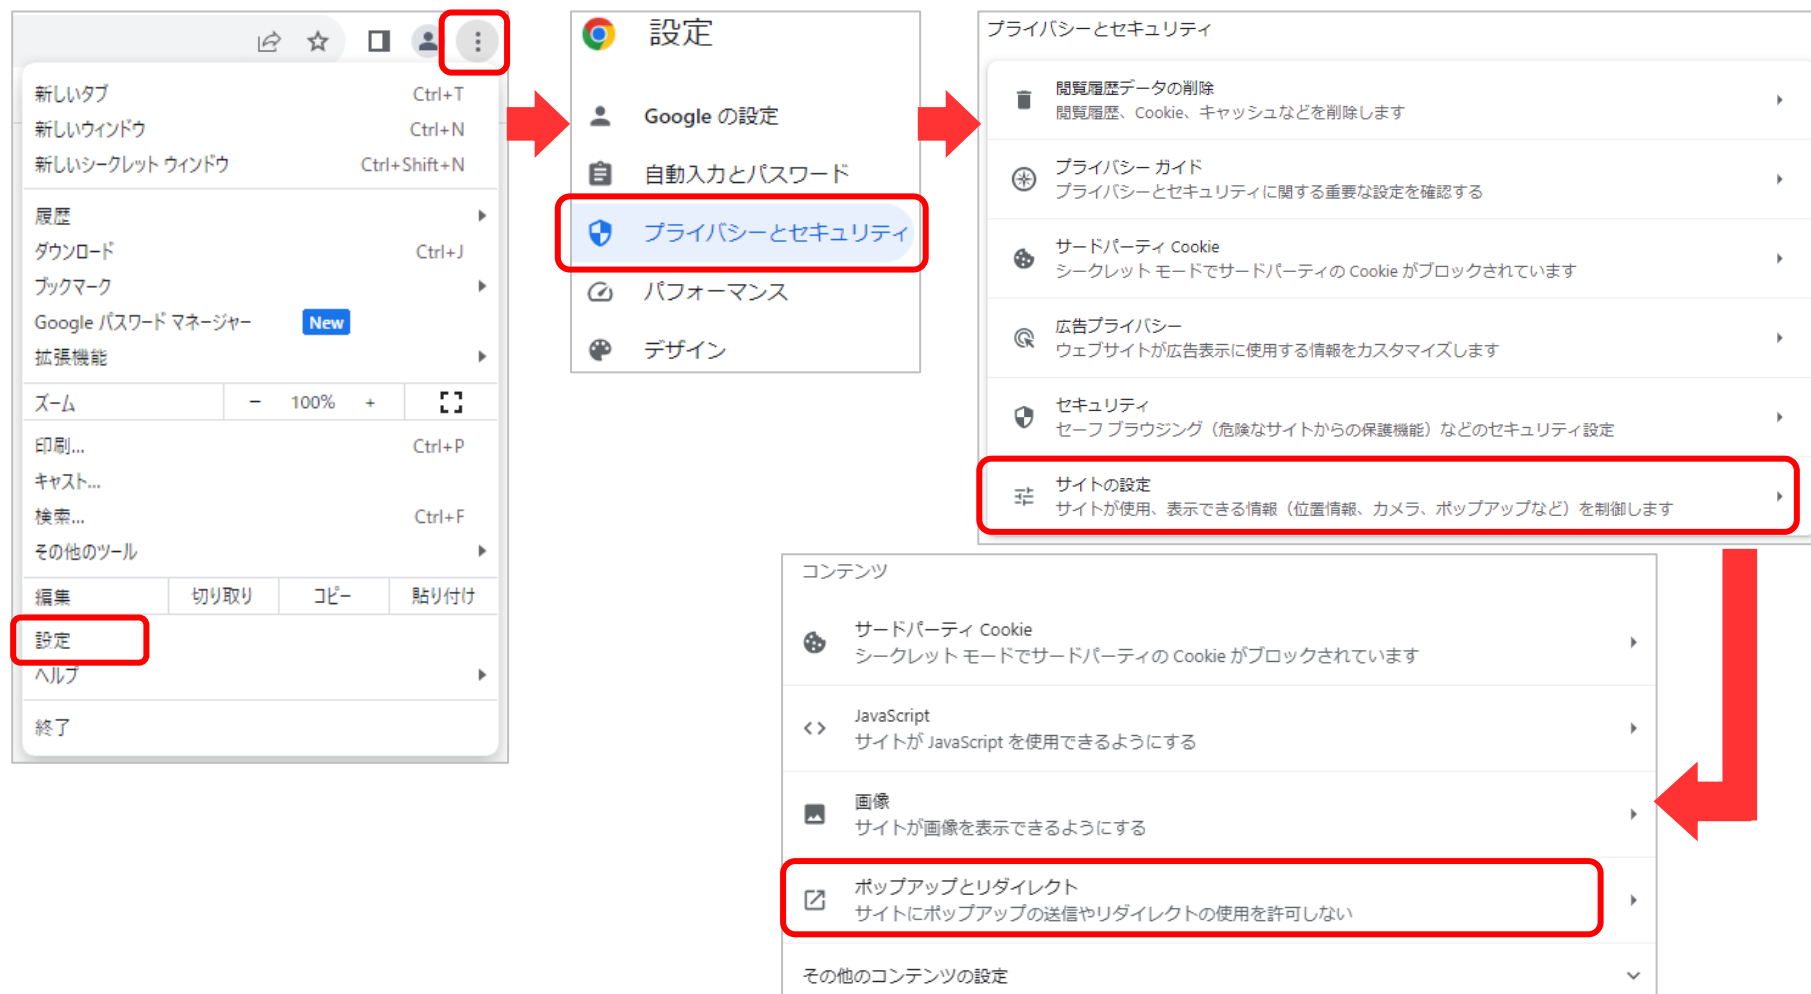 新しいタブ Ctrl+T
新しいウィンドウ Ctrl+N
新しいシークレット ウィンドウ Ctrl+Shift+N
履歴
ダウンロード Ctrl+J
ブックマーク
Google パスワード マネージャー New
拡張機能
ズーム − 100% +
印刷... Ctrl+P
キャスト...
検索... Ctrl+F
その他のツール
編集 切り取り コピー 貼り付け
設定
ヘルプ
終了
設定
Google の設定
自動入力とパスワード
プライバシーとセキュリティ
パフォーマンス
デザイン
プライバシーとセキュリティ
閲覧履歴データの削除
閲覧履歴、Cookie、キャッシュなどを削除します
プライバシー ガイド
プライバシーとセキュリティに関する重要な設定を確認する
サードパーティ Cookie
シークレット モードでサードパーティの Cookie がブロックされています
広告プライバシー
ウェブサイトが広告表示に使用する情報をカスタマイズします
セキュリティ
セーフ ブラウジング（危険なサイトからの保護機能）などのセキュリティ設定
サイトの設定
サイトが使用、表示できる情報（位置情報、カメラ、ポップアップなど）を制御します
コンテンツ
サードパーティ Cookie
シークレット モードでサードパーティの Cookie がブロックされています
JavaScript
サイトが JavaScript を使用できるようにする
画像
サイトが画像を表示できるようにする
ポップアップとリダイレクト
サイトにポップアップの送信やリダイレクトの使用を許可しない
その他のコンテンツの設定